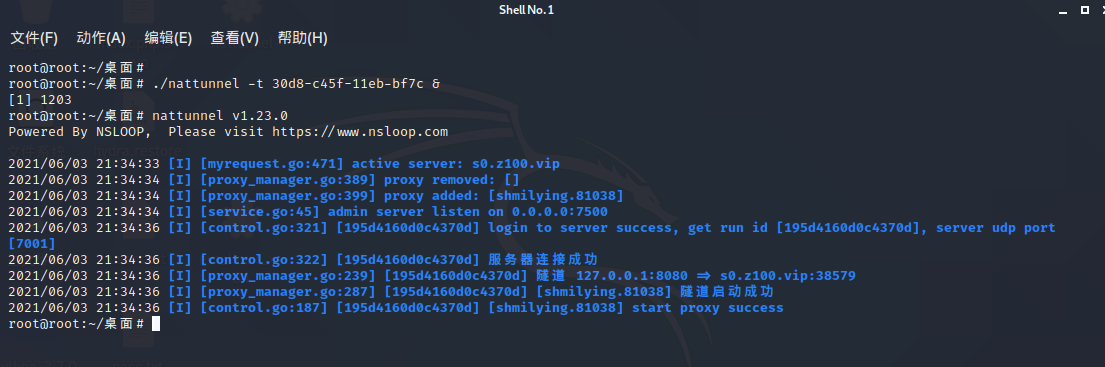 Shell No. 1
文件(F) 动作(A) 编辑(E) 查看(V) 帮助(H)
root@root:~/桌面#
root@root:~/桌面# ./nattunnel -t 30d8-c45f-11eb-bf7c &
[1] 1203
root@root:~/桌面# nattunnel v1.23.0
Powered By NSLOOP, Please visit https://www.nsloop.com
2021/06/03 21:34:33 [I] [myrequest.go:471] active server: s0.z100.vip
2021/06/03 21:34:34 [I] [proxy_manager.go:389] proxy removed: []
2021/06/03 21:34:34 [I] [proxy_manager.go:399] proxy added: [shmilying.81038]
2021/06/03 21:34:34 [I] [service.go:45] admin server listen on 0.0.0.0:7500
2021/06/03 21:34:36 [I] [control.go:321] [195d4160d0c4370d] login to server success, get run id [195d4160d0c4370d], server udp port
[7001]
2021/06/03 21:34:36 [I] [control.go:322] [195d4160d0c4370d] 服务器连接成功
2021/06/03 21:34:36 [I] [proxy_manager.go:239] [195d4160d0c4370d] 隧道 127.0.0.1:8080 => s0.z100.vip:38579
2021/06/03 21:34:36 [I] [proxy_manager.go:287] [195d4160d0c4370d] [shmilying.81038] 隧道启动成功
2021/06/03 21:34:36 [I] [control.go:187] [195d4160d0c4370d] [shmilying.81038] start proxy success
root@root:~/桌面#